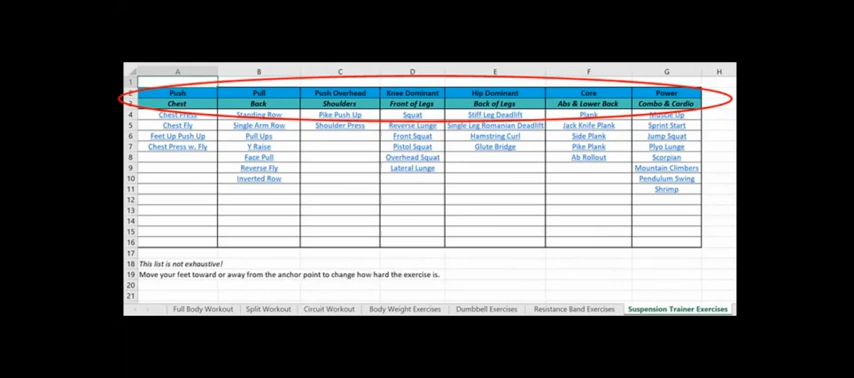 A B C D E F G H
1
2 Push Pull Push Overhead Knee Dominant Hip Dominant Core Power
3 Chest Back Shoulders Front of Legs Back of Legs Abs & Lower Back Combo & Cardio
4 Chest Press Standing Row Pike Push Up Squat Stiff Leg Deadlift Plank Muscle Up
5 Chest Fly Single Arm Row Shoulder Press Reverse Lunge Single Leg Romanian Deadlift Jack Knife Plank Sprint Start
6 Feet Up Push Up Pull Ups Front Squat Hamstring Curl Side Plank Jump Squat
7 Chest Press w. Fly Y Raise Pistol Squat Glute Bridge Pike Plank Plyo Lunge
8 Face Pull Overhead Squat Ab Rollout Scorpian
9 Reverse Fly Lateral Lunge Mountain Climbers
10 Inverted Row Pendulum Swing
11 Shrimp
12
13
14
15
16
17
18 This list is not exhaustive!
19 Move your feet toward or away from the anchor point to change how hard the exercise is.
20
21
Full Body Workout Split Workout Circuit Workout Body Weight Exercises Dumbbell Exercises Resistance Band Exercises Suspension Trainer Exercises